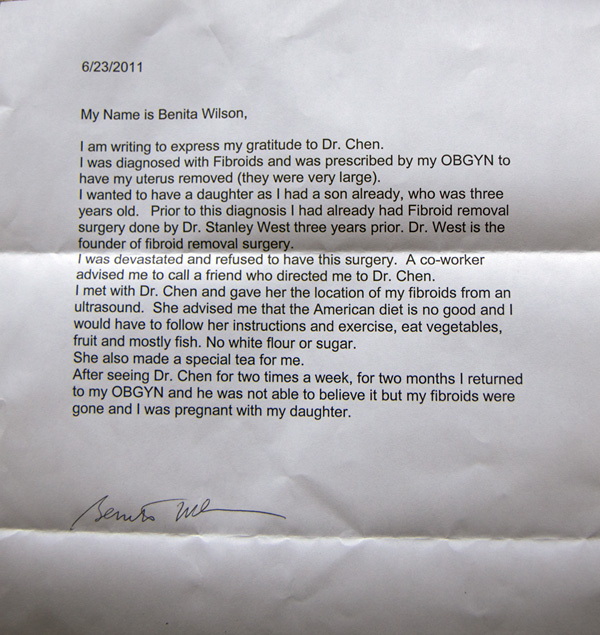 6/23/2011
My Name is Benita Wilson,
I am writing to express my gratitude to Dr. Chen.
I was diagnosed with Fibroids and was prescribed by my OBGYN to
have my uterus removed (they were very large).
I wanted to have a daughter as I had a son already, who was three
years old.   Prior to this diagnosis I had already had Fibroid removal
surgery done by Dr. Stanley West three years prior. Dr. West is the
founder of fibroid removal surgery.
I was devastated and refused to have this surgery.  A co-worker
advised me to call a friend who directed me to Dr. Chen.
I met with Dr. Chen and gave her the location of my fibroids from an
ultrasound.  She advised me that the American diet is no good and I
would have to follow her instructions and exercise, eat vegetables,
fruit and mostly fish. No white flour or sugar.
She also made a special tea for me.
After seeing Dr. Chen for two times a week, for two months I returned
to my OBGYN and he was not able to believe it but my fibroids were
gone and I was pregnant with my daughter.
Benita